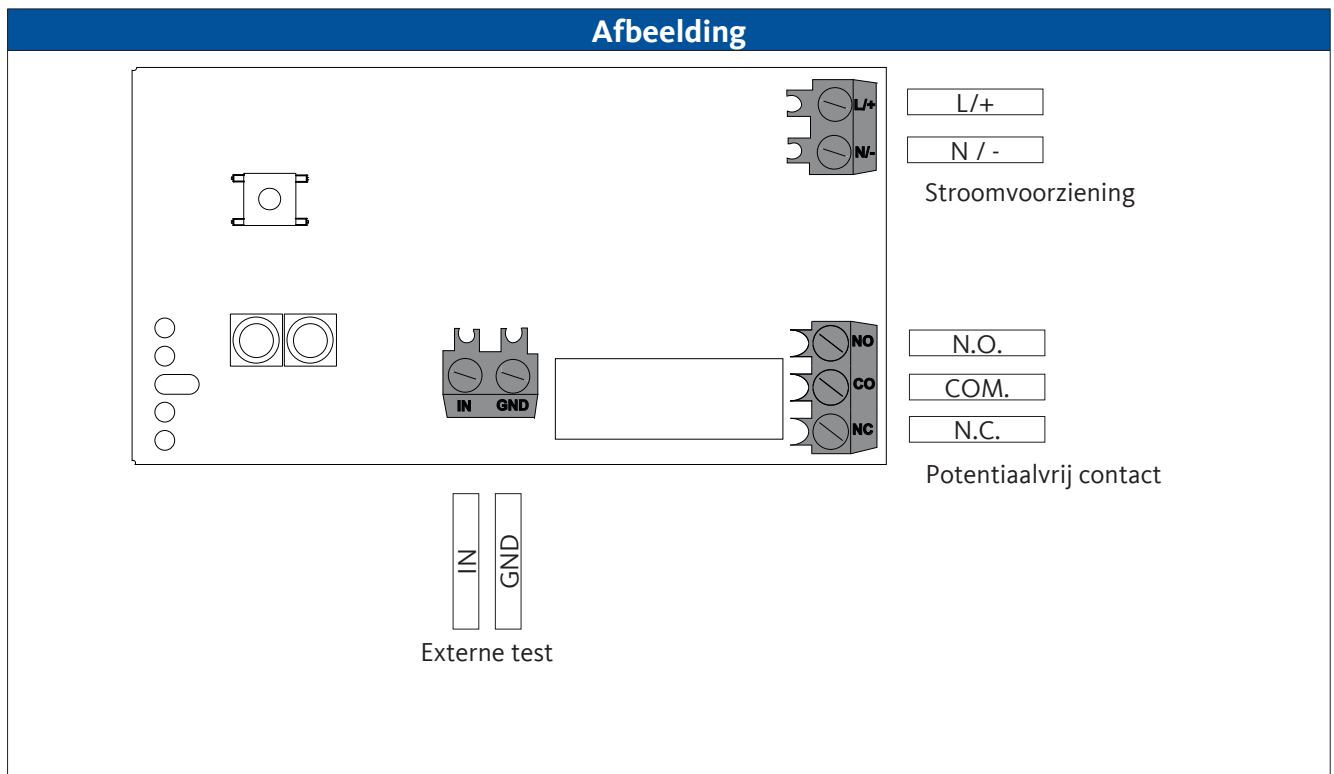 Afbeelding
L/+ L/+
N/- N / -
Stroomvoorziening
NO N.O.
CO COM.
NC N.C.
IN GND
Potentiaalvrij contact
IN GND
Externe test